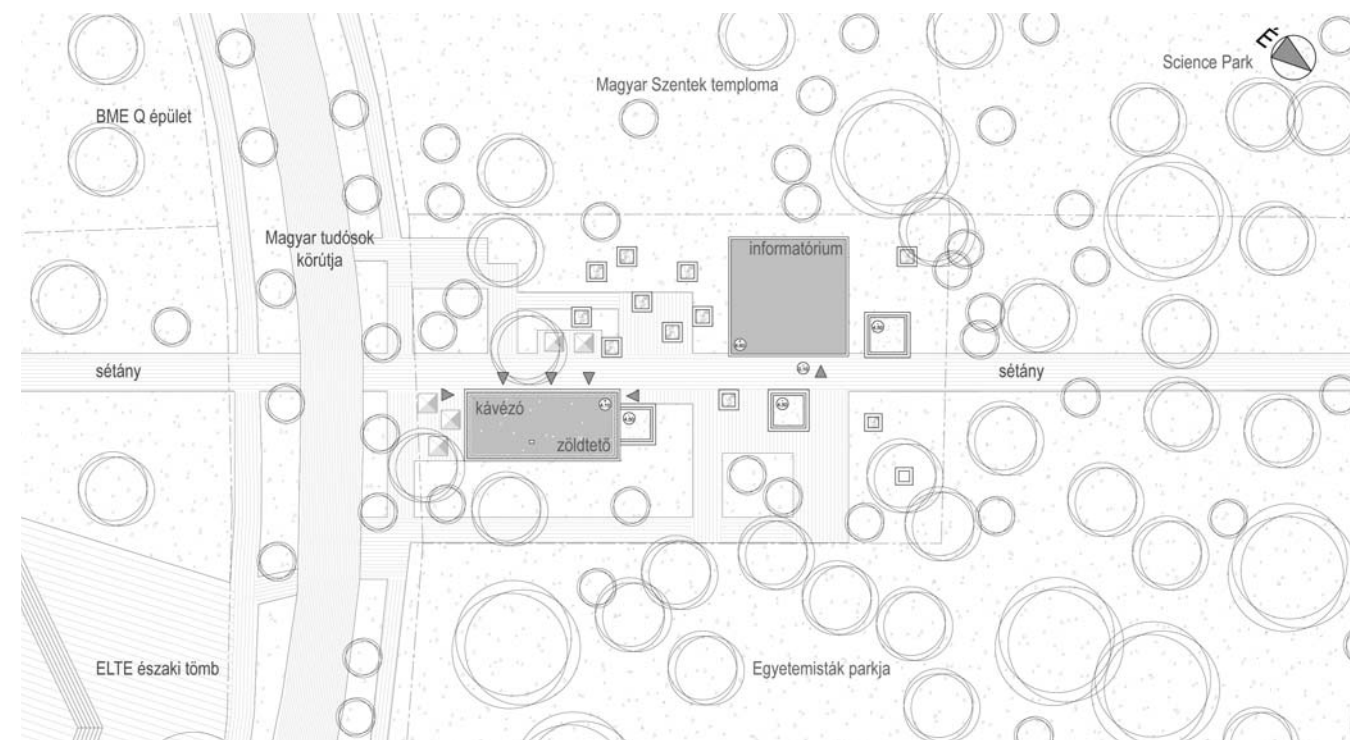 É
Science Park
Magyar Szentek temploma
BME Q épület
Magyar tudósok
körútja
informatórium
sétány
sétány
kávézó
zöldtető
ELTE északi tömb
Egyetemisták parkja